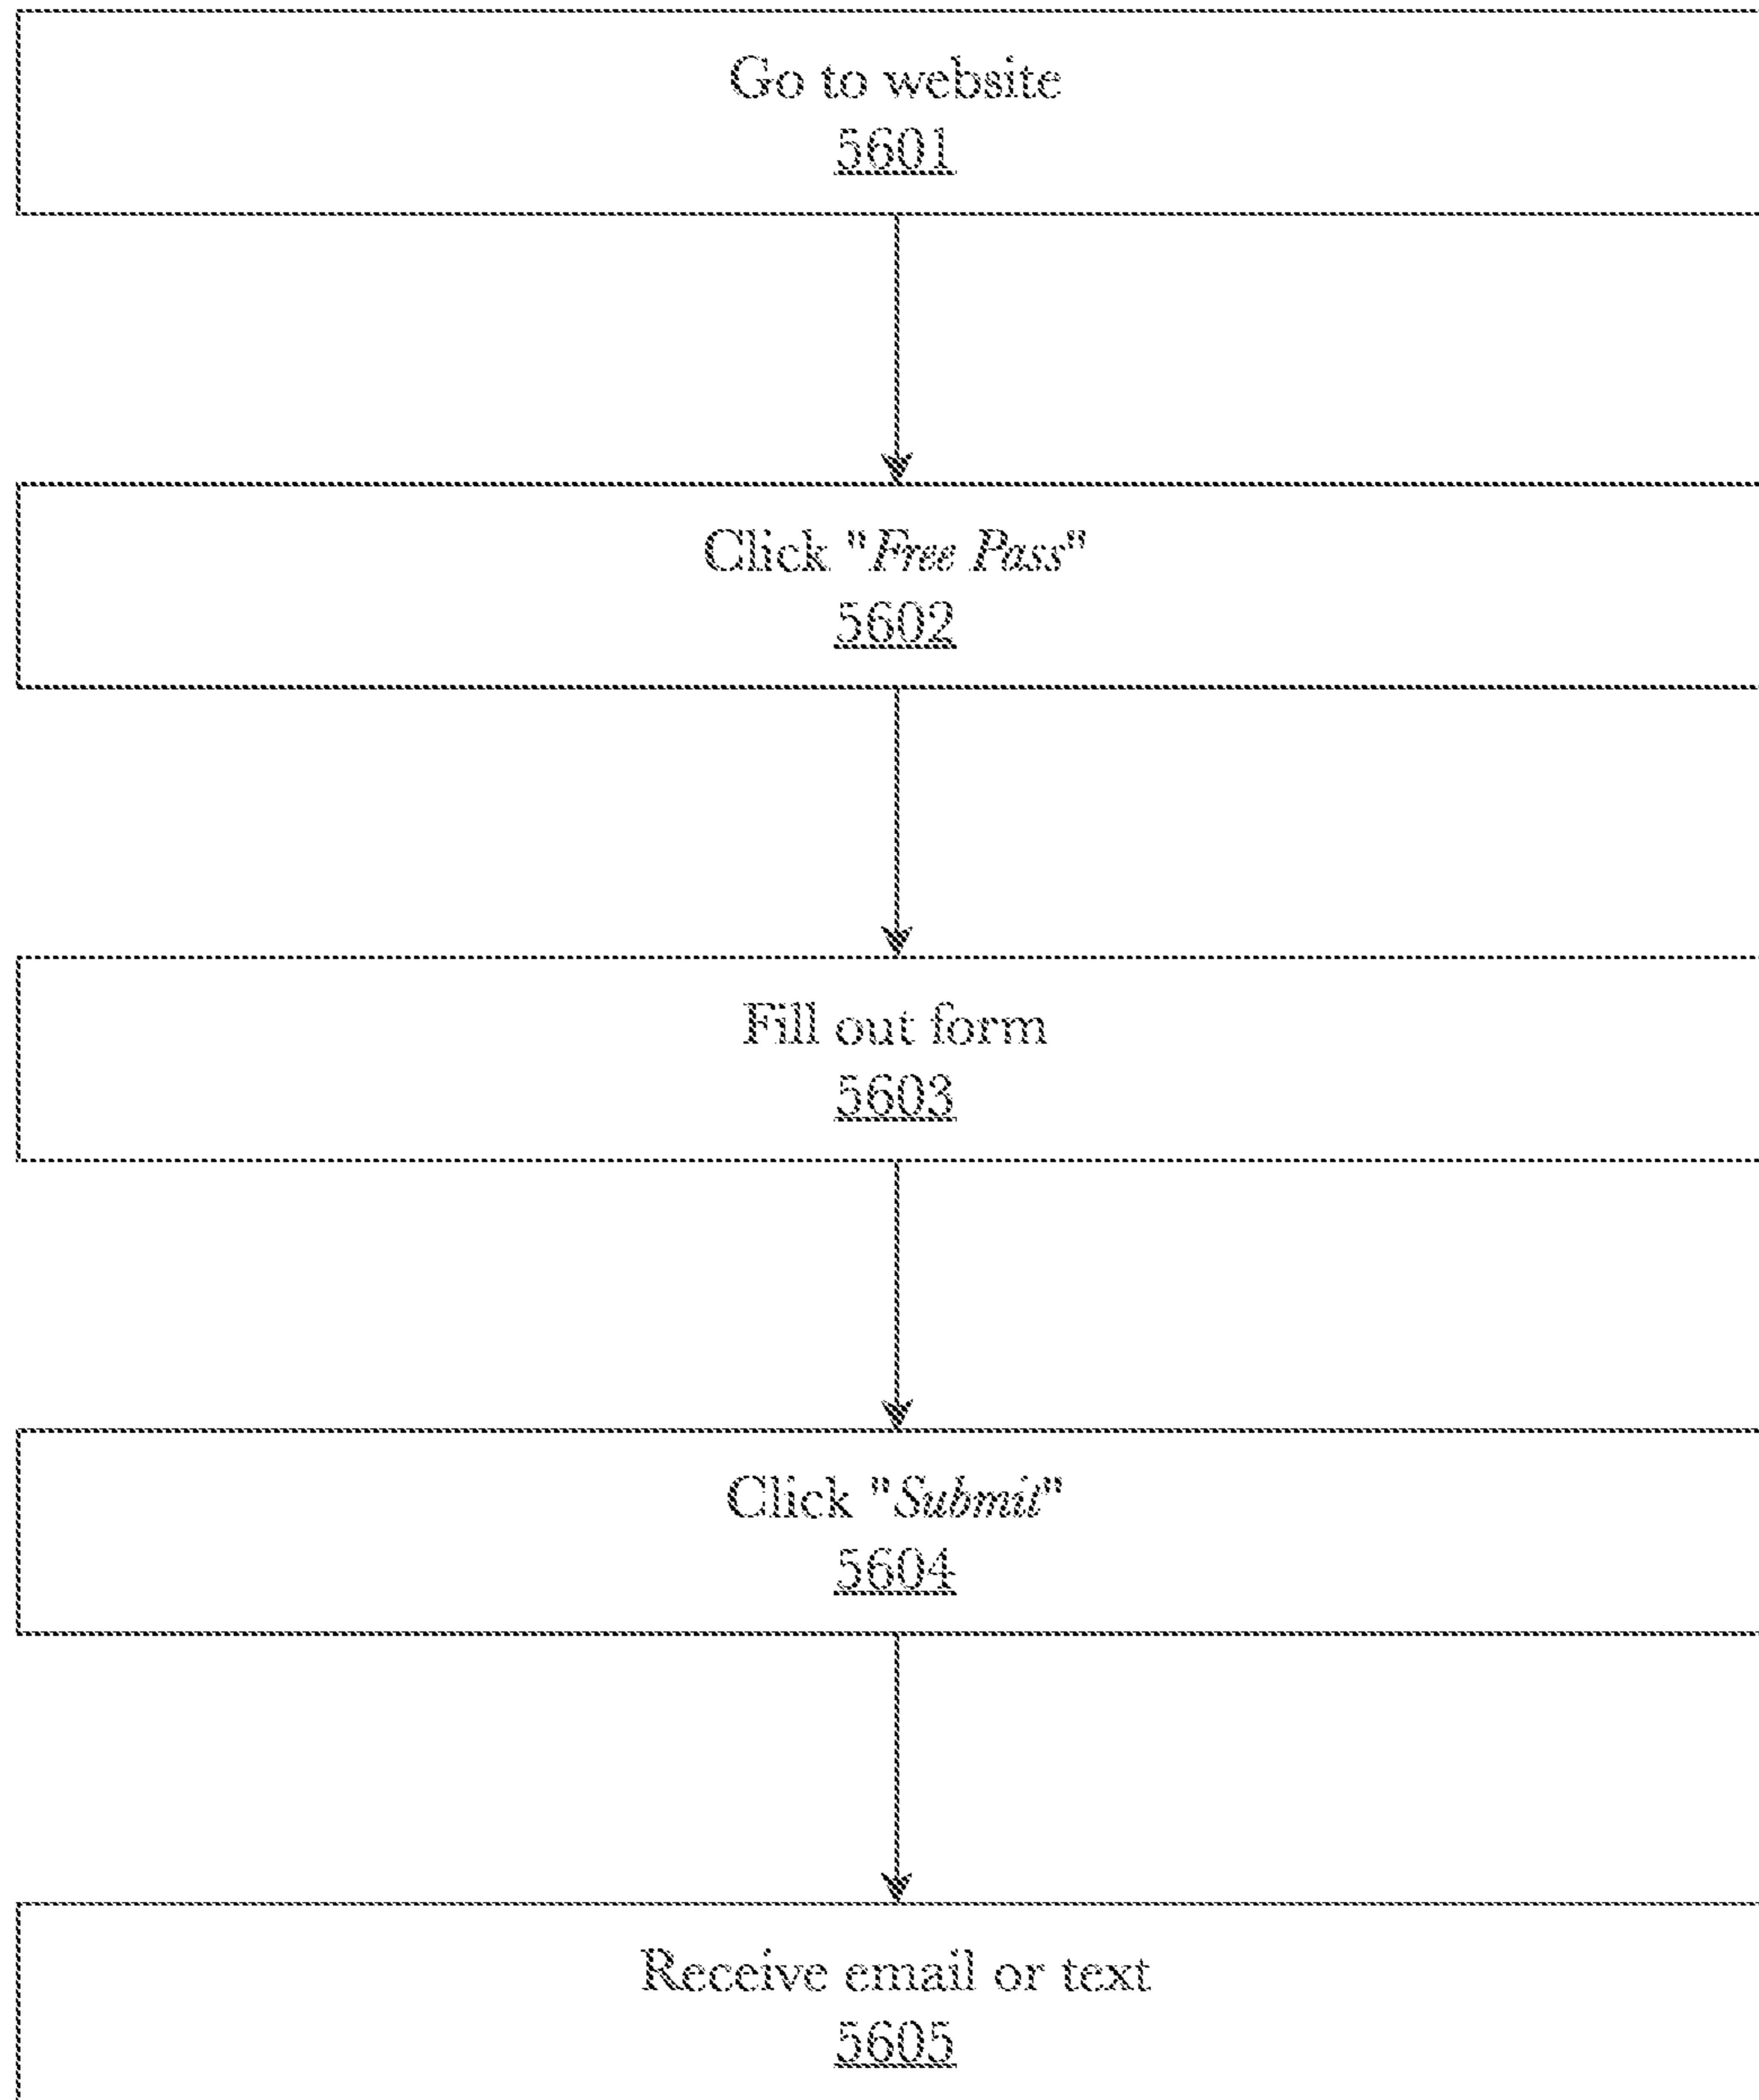 Go to website
5601
Click "Free Pass"
5602
Fill out form
5603
Click "Submit"
5604
Receive email or text
5605